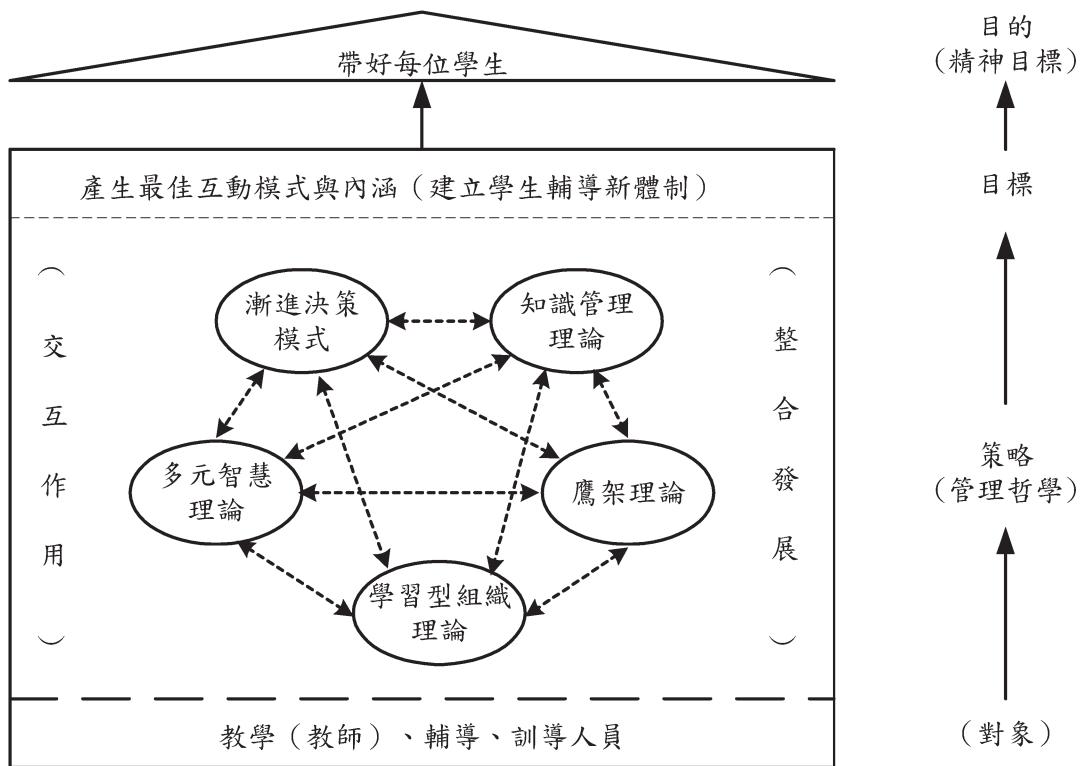 帶好每位學生
目的
(精神目標)
產生最佳互動模式與內涵(建立學生輔導新體制)
目標
(交互作用)
漸進決策
模式
知識管理
理論
多元智慧
理論
鷹架理論
學習型組織
理論
(整合發展)
策略
(管理哲學)
教學(教師)、輔導、訓導人員
(對象)